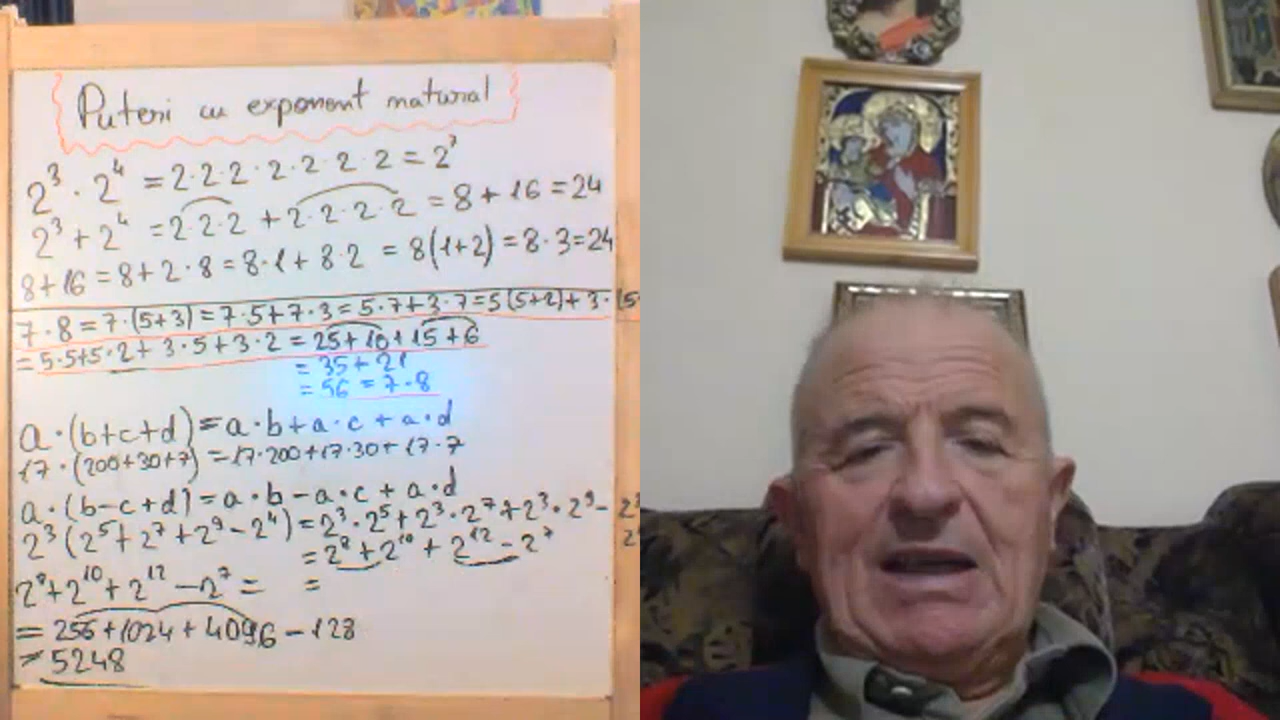 Puteri cu exponent natural
2³ · 2⁴ = 2·2·2·2·2·2·2 = 2⁷
2³ + 2⁴ = 2·2·2 + 2·2·2·2 = 8 + 16 = 24
8 + 16 = 8 + 2·8 = 8·1 + 8·2 = 8(1+2) = 8·3 = 24
7·8 = 7·(5+3) = 7·5+7·3 = 5·7+3·7 = 5(5+2) + 3·(5
= 5·5+5·2 + 3·5+3·2 = 25+10+15+6
= 35 + 21
= 56 = 7·8
a·(b+c+d) = a·b + a·c + a·d
17·(200+30+7) = 17·200+17·30+17·7
a·(b−c+d) = a·b − a·c + a·d
2³(2⁵+2⁷+2⁹−2⁴) = 2³·2⁵ + 2³·2⁷ + 2³·2⁹ −
= 2⁸ + 2¹⁰ + 2¹² − 2⁷
2⁸+2¹⁰+2¹²−2⁷ = =
= 256+1024+4096−128
= 5248